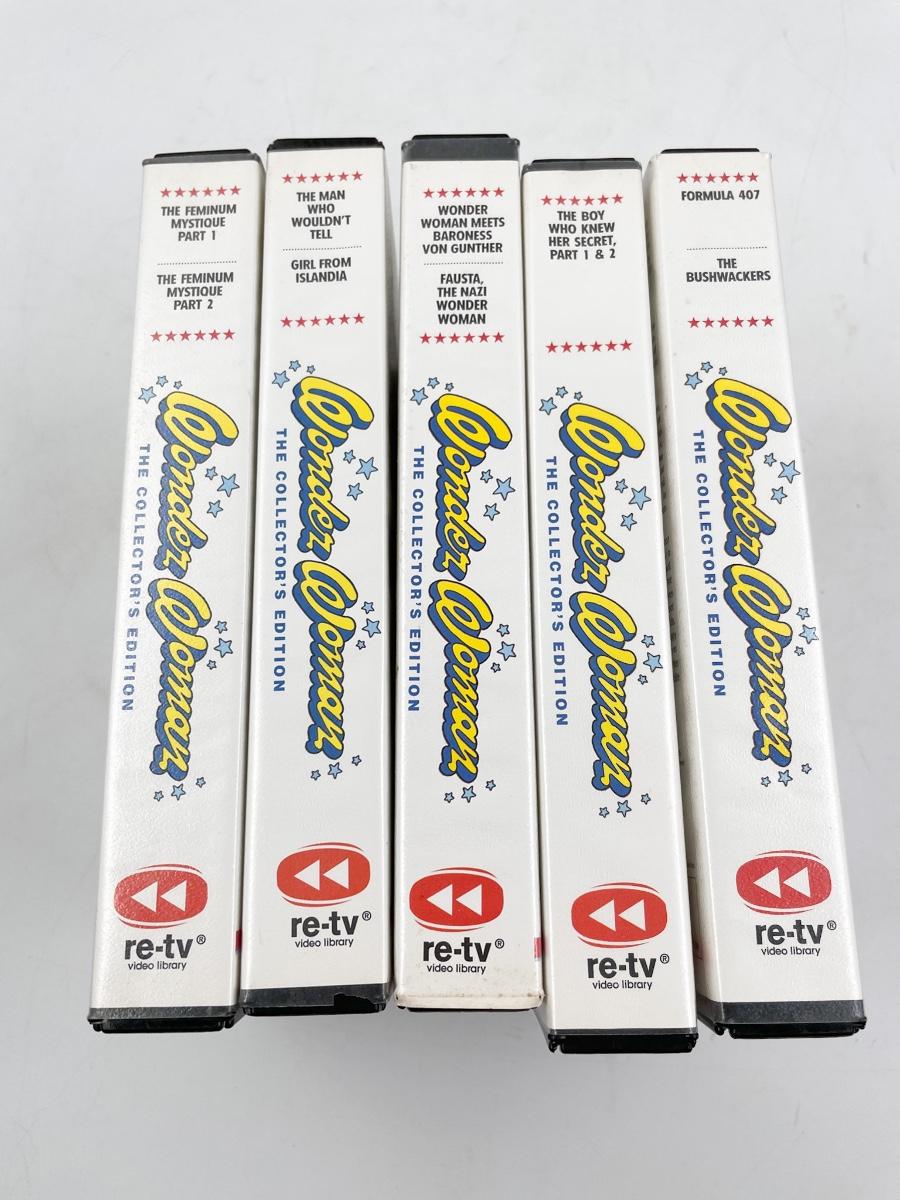 THE FEMINUM
MYSTIQUE
PART 1
THE FEMINUM
MYSTIQUE
PART 2
Wonder Woman
THE COLLECTOR'S EDITION
re-tv®
video library
THE MAN
WHO
WOULDN'T
TELL
GIRL FROM
ISLANDIA
Wonder Woman
THE COLLECTOR'S EDITION
re-tv®
video library
WONDER
WOMAN MEETS
BARONESS
VON GUNTHER
FAUSTA,
THE NAZI
WONDER
WOMAN
Wonder Woman
THE COLLECTOR'S EDITION
re-tv®
video library
THE BOY
WHO KNEW
HER SECRET,
PART 1 & 2
Wonder Woman
THE COLLECTOR'S EDITION
re-tv®
video library
FORMULA 407
THE
BUSHWACKERS
Wonder Woman
THE COLLECTOR'S EDITION
re-tv®
video library